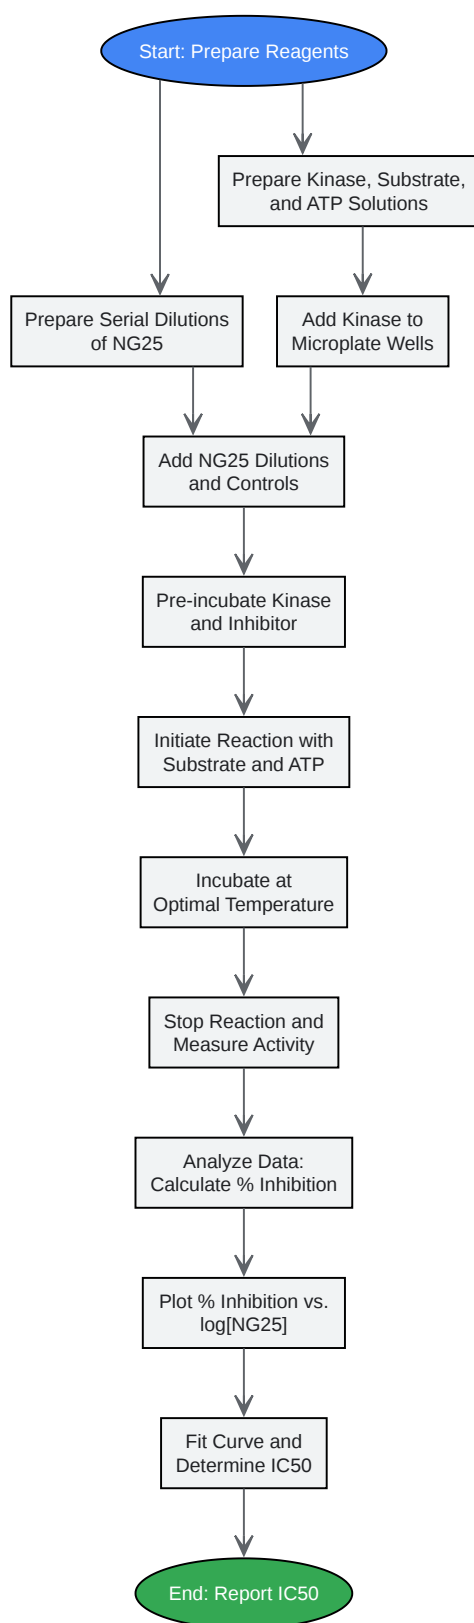 Start: Prepare Reagents
Prepare Kinase, Substrate,
and ATP Solutions
Prepare Serial Dilutions
of NG25
Add Kinase to
Microplate Wells
Add NG25 Dilutions
and Controls
Pre-incubate Kinase
and Inhibitor
Initiate Reaction with
Substrate and ATP
Incubate at
Optimal Temperature
Stop Reaction and
Measure Activity
Analyze Data:
Calculate % Inhibition
Plot % Inhibition vs.
log[NG25]
Fit Curve and
Determine IC50
End: Report IC50